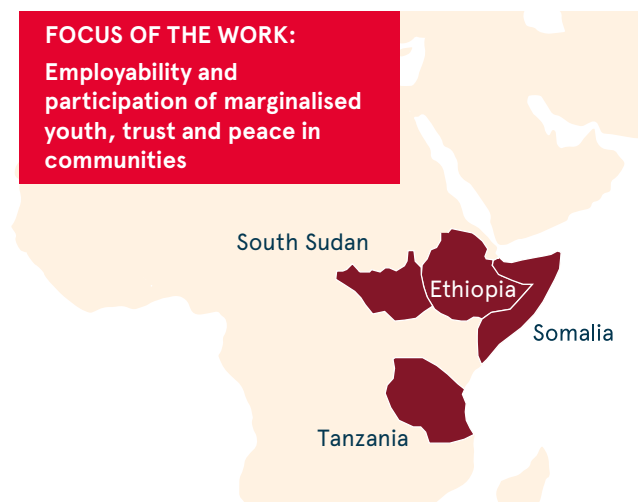 FOCUS OF THE WORK:
Employability and
participation of marginalised
youth, trust and peace in
communities
South Sudan
Ethiopia
Somalia
Tanzania